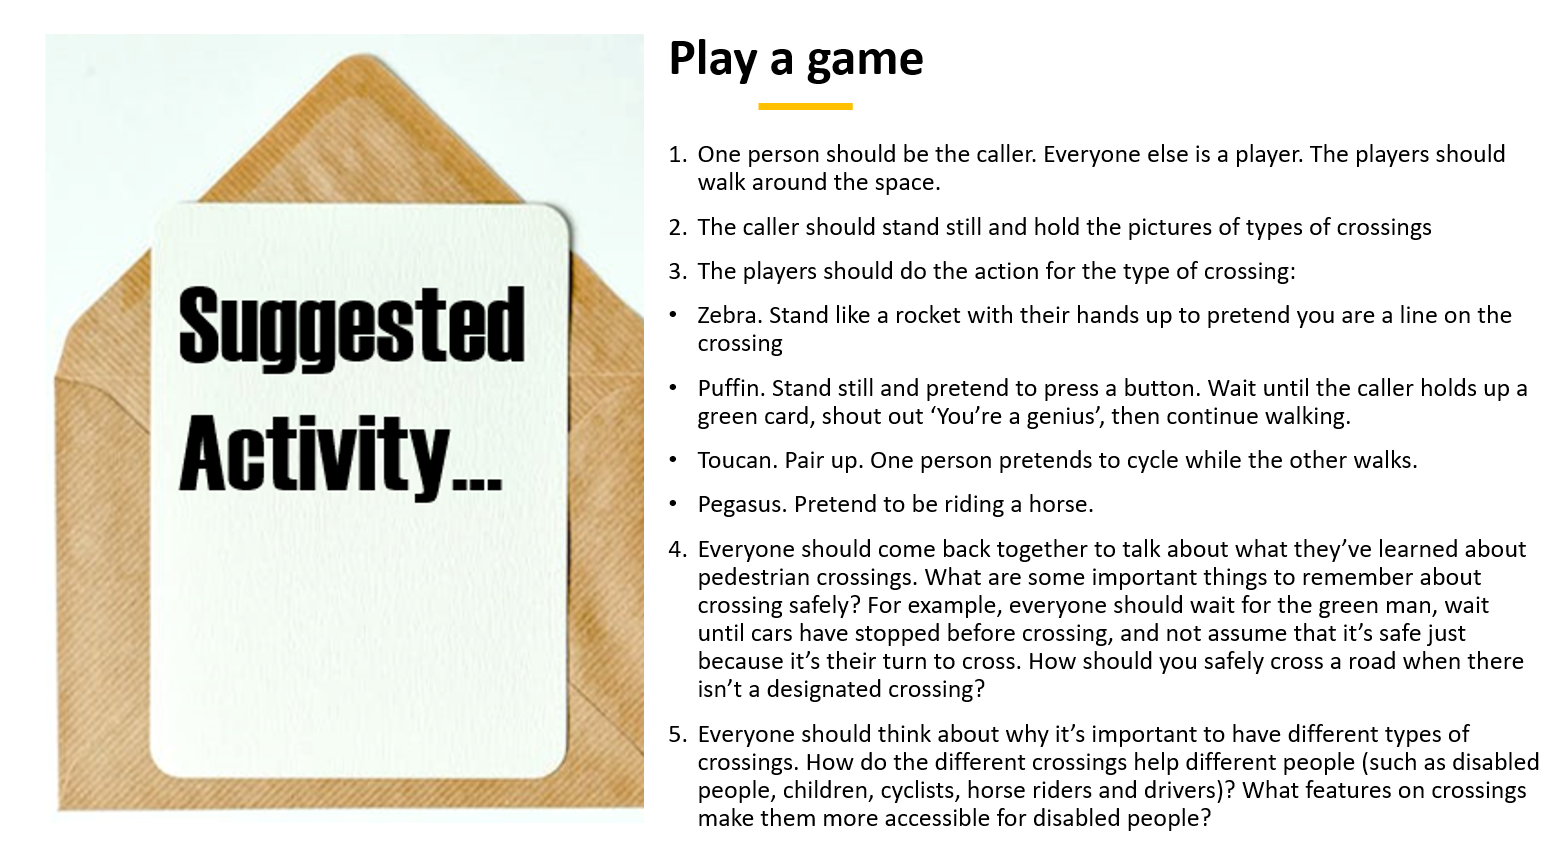 Suggested
Activity...
Play a game
1. One person should be the caller. Everyone else is a player. The players should
walk around the space.
2. The caller should stand still and hold the pictures of types of crossings
3. The players should do the action for the type of crossing:
• Zebra. Stand like a rocket with their hands up to pretend you are a line on the
crossing
• Puffin. Stand still and pretend to press a button. Wait until the caller holds up a
green card, shout out ‘You’re a genius’, then continue walking.
• Toucan. Pair up. One person pretends to cycle while the other walks.
• Pegasus. Pretend to be riding a horse.
4. Everyone should come back together to talk about what they’ve learned about
pedestrian crossings. What are some important things to remember about
crossing safely? For example, everyone should wait for the green man, wait
until cars have stopped before crossing, and not assume that it’s safe just
because it’s their turn to cross. How should you safely cross a road when there
isn’t a designated crossing?
5. Everyone should think about why it’s important to have different types of
crossings. How do the different crossings help different people (such as disabled
people, children, cyclists, horse riders and drivers)? What features on crossings
make them more accessible for disabled people?